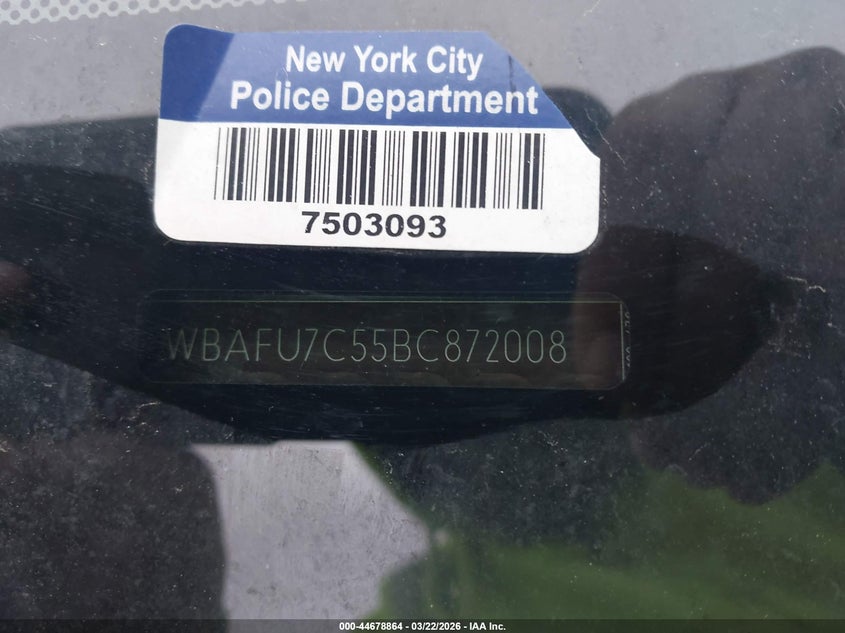 New York City
Police Department
7503093
WBAFU7C55BC872008
000-44678864 - 03/22/2026 - IAA Inc.